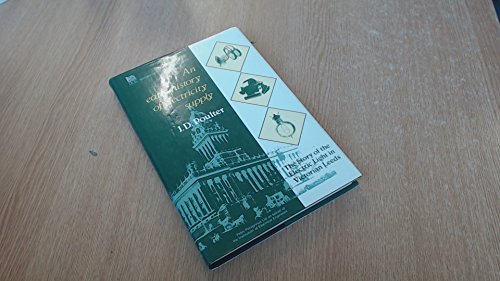 An
early history
of electricity
supply
J.D. Poulter
The Story of the
Electric Light in
Victorian Leeds